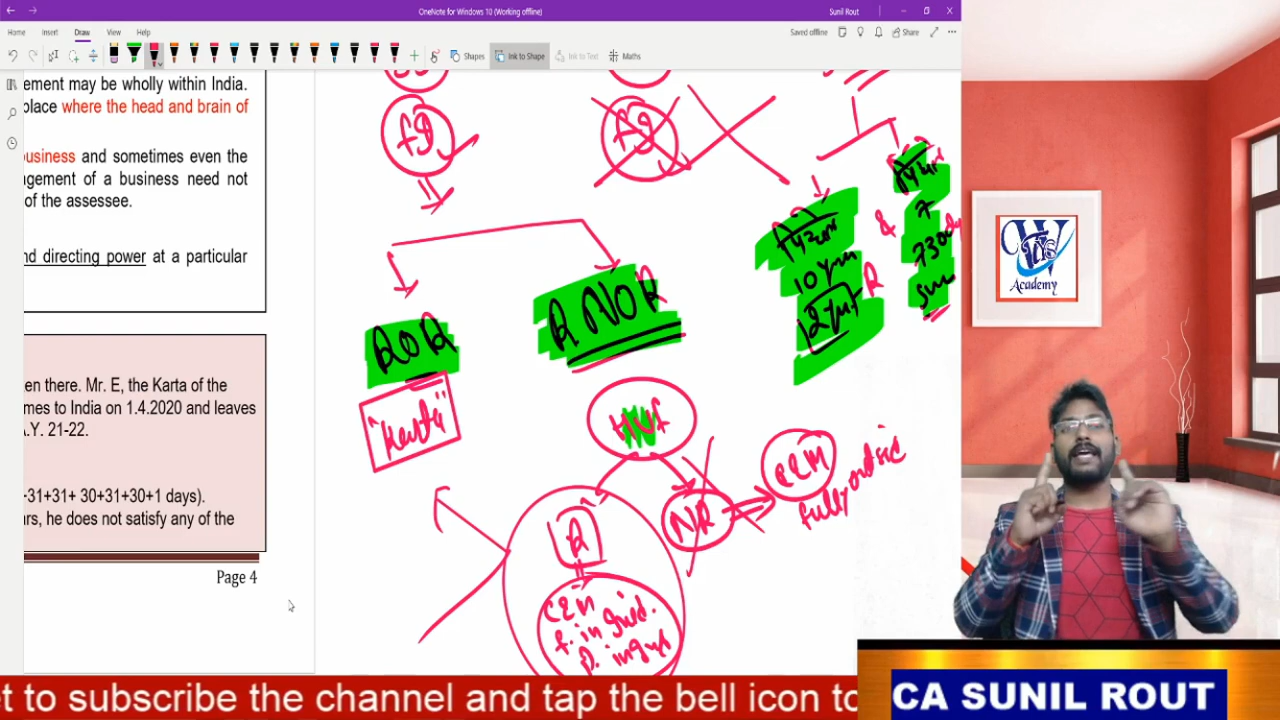 OneNote for Windows 10 (Working offline)
Sunil Rout
Home Insert Draw View Help
Saved offline
Share
Shapes
Ink to Shape
Ink to Text
Maths
ement may be wholly within India.
place where the head and brain of
business and sometimes even the
agement of a business need not
of the assessee.
nd directing power at a particular
en there. Mr. E, the Karta of the
mes to India on 1.4.2020 and leaves
A.Y. 21-22.
+31+31+ 30+31+30+1 days).
ars, he does not satisfy any of the
Page 4
&
10
730
R
ROR
R NOR
"Karta"
HUF
R
NR
C&M
fully outside
C&M
f. in
P. in
Academy
et to subscribe the channel and tap the bell icon to
CA SUNIL ROUT